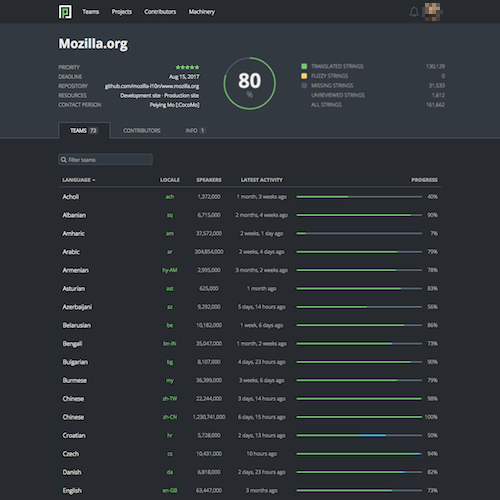 Teams Projects Contributors Machinery
Mozilla.org
PRIORITY
DEADLINE Aug 15, 2017
REPOSITORY github.com/mozilla-l10n/www.mozilla.org
RESOURCES Development site · Production site
CONTACT PERSON Peiying Mo [:CocoMo]
80
%
TRANSLATED STRINGS 130,129
FUZZY STRINGS 0
MISSING STRINGS 31,533
UNREVIEWED STRINGS 1,612
ALL STRINGS 161,662
TEAMS 73 CONTRIBUTORS INFO 1
Filter teams
LANGUAGE LOCALE SPEAKERS LATEST ACTIVITY PROGRESS
Acholi ach 1,372,000 1 month, 3 weeks ago 40%
Albanian sq 6,715,000 2 months, 4 weeks ago 90%
Amharic am 37,572,000 2 weeks, 1 day ago 7%
Arabic ar 304,854,000 2 weeks, 4 days ago 79%
Armenian hy-AM 2,995,000 3 months, 2 weeks ago 78%
Asturian ast 625,000 1 month ago 83%
Azerbaijani az 9,292,000 5 days, 14 hours ago 56%
Belarusian be 10,182,000 1 week, 6 days ago 86%
Bengali bn-IN 35,047,000 1 month, 2 weeks ago 73%
Bulgarian bg 8,107,000 4 days, 23 hours ago 90%
Burmese my 36,399,000 3 weeks, 6 days ago 79%
Chinese zh-TW 22,244,000 3 days, 14 hours ago 98%
Chinese zh-CN 1,230,741,000 6 days, 15 hours ago 100%
Croatian hr 5,728,000 2 days, 13 hours ago 50%
Czech cs 10,431,000 10 hours ago 94%
Danish da 6,818,000 2 days, 23 hours ago 82%
English en-GB 63,447,000 3 months ago 73%